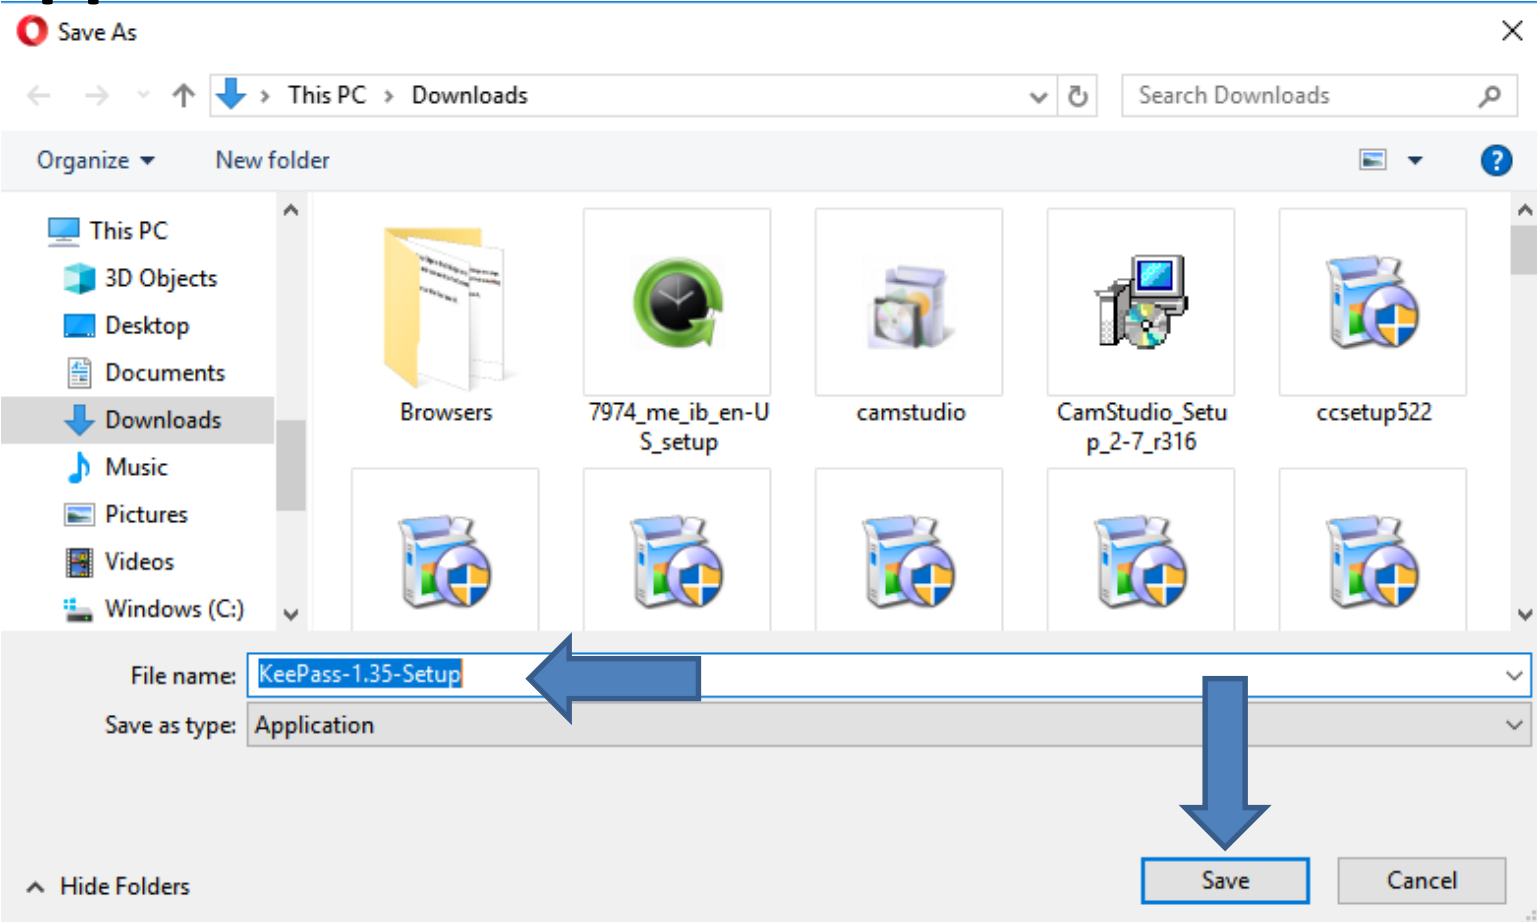 Save As
This PC > Downloads
Search Downloads
Organize
New folder
?
This PC
3D Objects
Desktop
Documents
Downloads
Music
Pictures
Videos
Windows (C:)
Browsers
7974_me_ib_en-U
S_setup
camstudio
CamStudio_Setu
p_2-7_r316
ccsetup522
File name: KeePass-1.35-Setup
Save as type: Application
Hide Folders
Save
Cancel